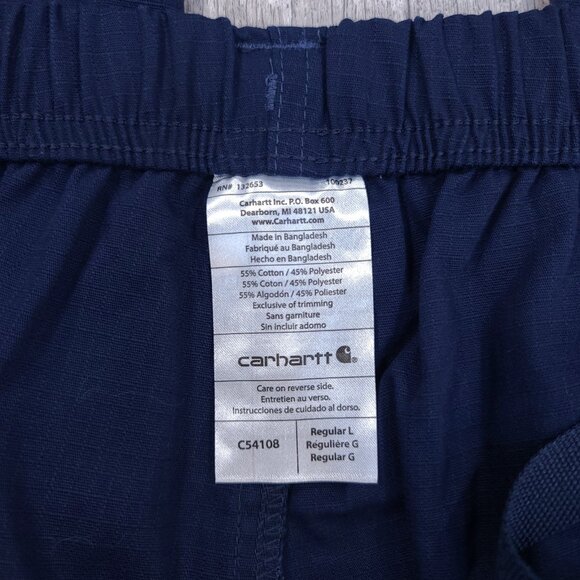 RN# 132653 106237
Carhartt Inc. P.O. Box 600
Dearborn, MI 48121 USA
www.Carhartt.com
Made in Bangladesh
Fabriqué au Bangladesh
Hecho en Bangladesh
55% Cotton / 45% Polyester
55% Coton / 45% Polyester
55% Algodón / 45% Poliester
Exclusive of trimming
Sans garniture
Sin incluir adorno
carhartt
Care on reverse side.
Entretien au verso.
Instrucciones de cuidado al dorso.
C54108
Regular L
Régulière G
Regular G